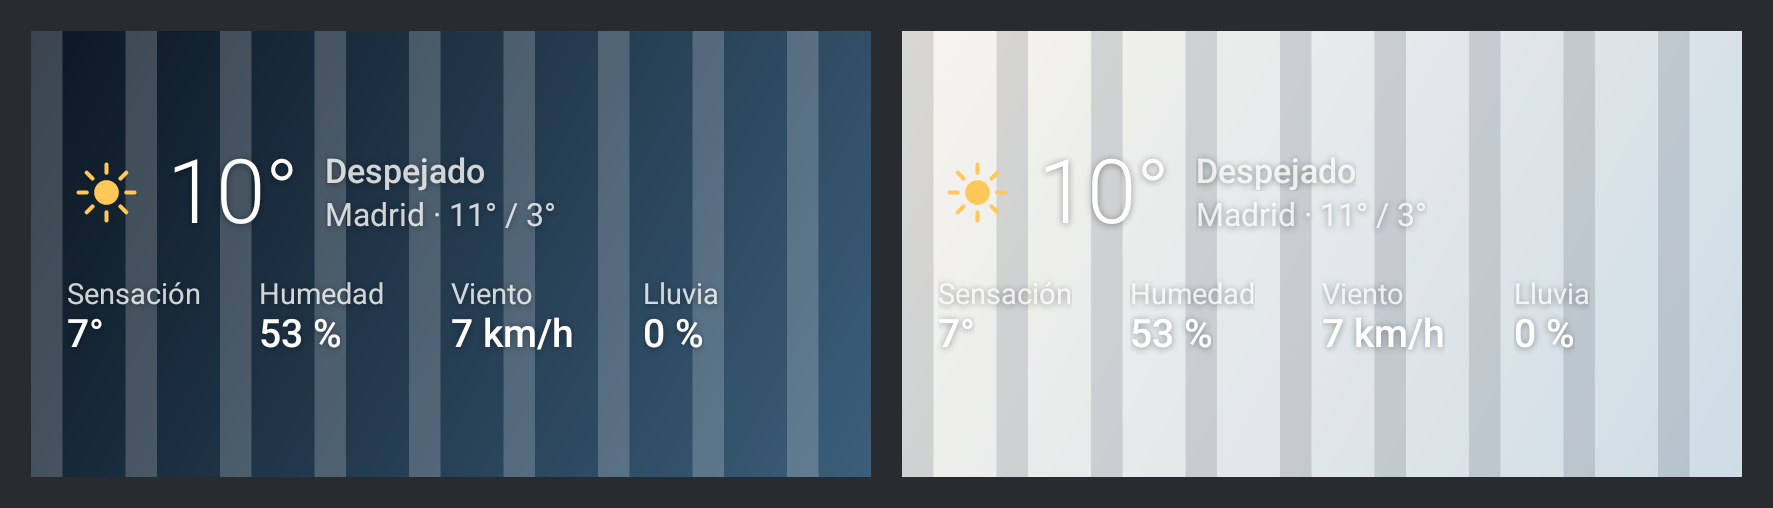 10°
Despejado
Madrid · 11° / 3°
Sensación Humedad Viento Lluvia
7° 53 % 7 km/h 0 %
10°
Despejado
Madrid · 11° / 3°
Sensación Humedad Viento Lluvia
7° 53 % 7 km/h 0 %